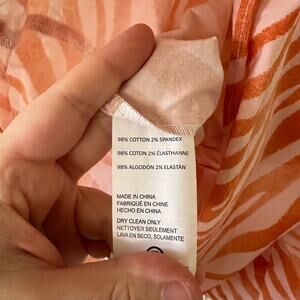 98% COTTON 2% SPANDEX
98% COTON 2% ÉLASTHANNE
98% ALGODÓN 2% ELASTÁN
MADE IN CHINA
FABRIQUÉ EN CHINE
HECHO EN CHINA
DRY CLEAN ONLY
NETTOYER SEULEMENT
LAVA EN SECO, SOLAMENTE